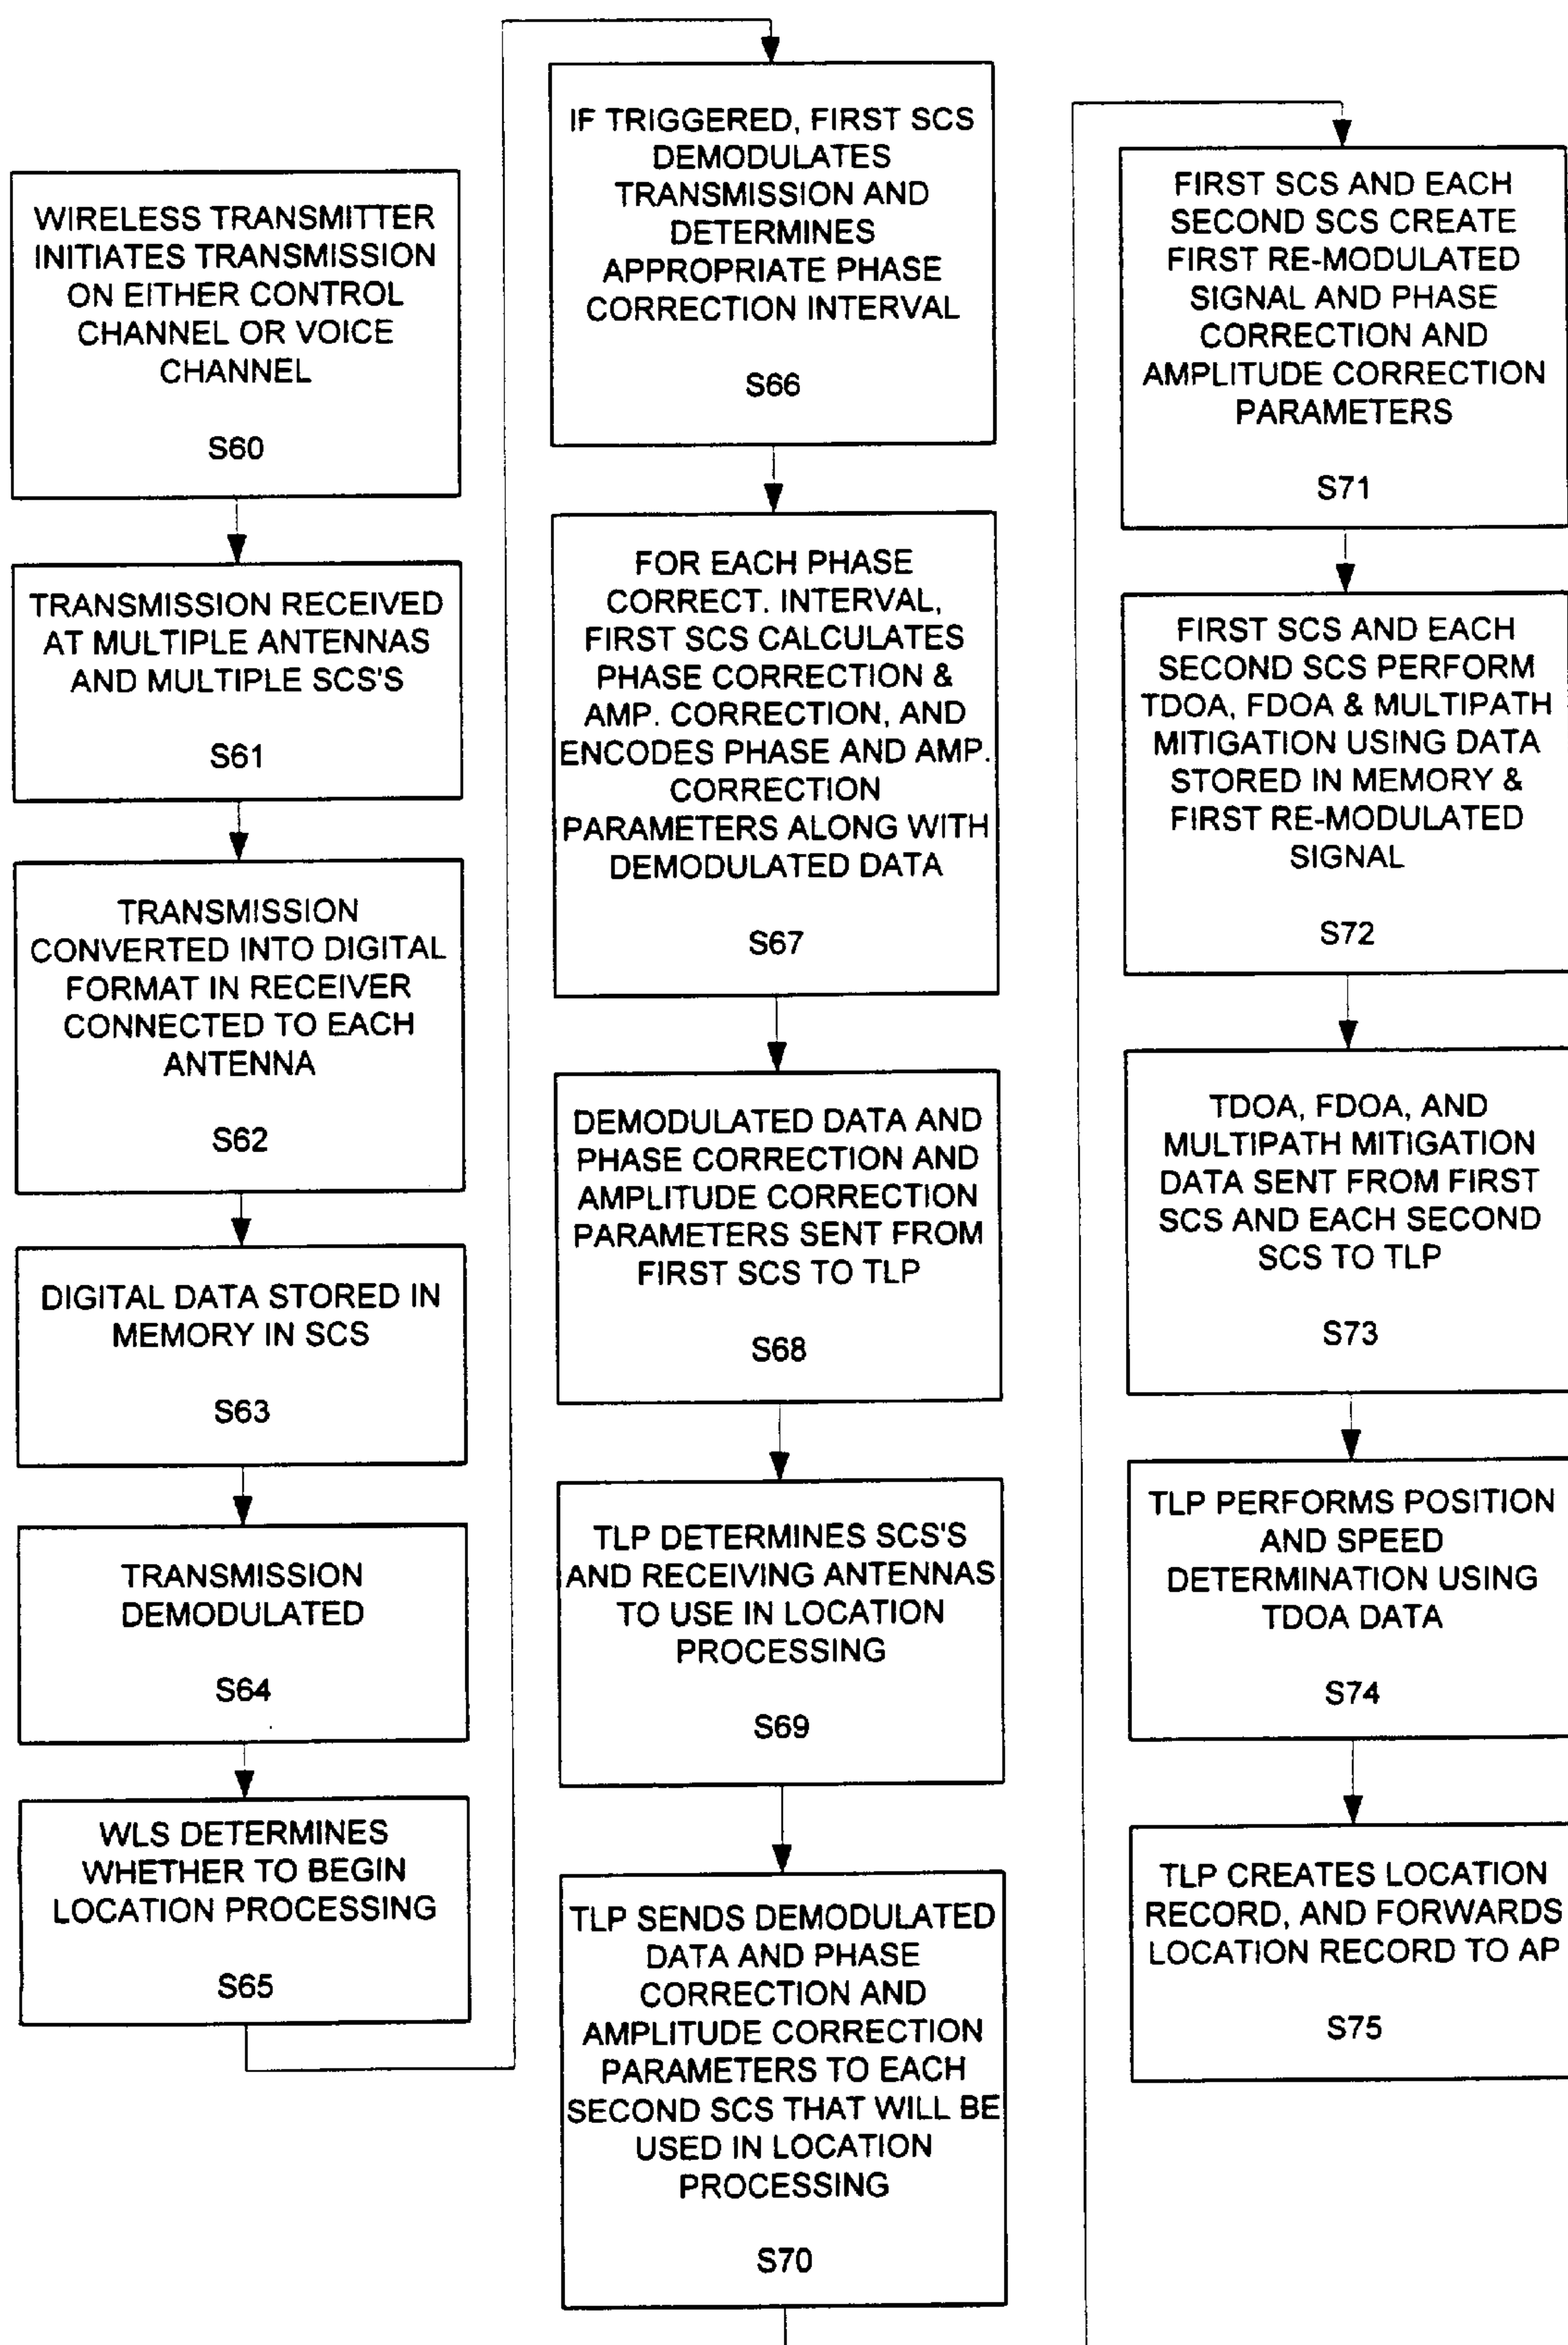 WIRELESS TRANSMITTER
INITIATES TRANSMISSION
ON EITHER CONTROL
CHANNEL OR VOICE
CHANNEL
S60
TRANSMISSION RECEIVED
AT MULTIPLE ANTENNAS
AND MULTIPLE SCS'S
S61
TRANSMISSION
CONVERTED INTO DIGITAL
FORMAT IN RECEIVER
CONNECTED TO EACH
ANTENNA
S62
DIGITAL DATA STORED IN
MEMORY IN SCS
S63
TRANSMISSION
DEMODULATED
S64
WLS DETERMINES
WHETHER TO BEGIN
LOCATION PROCESSING
S65
IF TRIGGERED, FIRST SCS
DEMODULATES
TRANSMISSION AND
DETERMINES
APPROPRIATE PHASE
CORRECTION INTERVAL
S66
FOR EACH PHASE
CORRECT. INTERVAL,
FIRST SCS CALCULATES
PHASE CORRECTION &
AMP. CORRECTION, AND
ENCODES PHASE AND AMP.
CORRECTION
PARAMETERS ALONG WITH
DEMODULATED DATA
S67
DEMODULATED DATA AND
PHASE CORRECTION AND
AMPLITUDE CORRECTION
PARAMETERS SENT FROM
FIRST SCS TO TLP
S68
TLP DETERMINES SCS'S
AND RECEIVING ANTENNAS
TO USE IN LOCATION
PROCESSING
S69
TLP SENDS DEMODULATED
DATA AND PHASE
CORRECTION AND
AMPLITUDE CORRECTION
PARAMETERS TO EACH
SECOND SCS THAT WILL BE
USED IN LOCATION
PROCESSING
S70
FIRST SCS AND EACH
SECOND SCS CREATE
FIRST RE-MODULATED
SIGNAL AND PHASE
CORRECTION AND
AMPLITUDE CORRECTION
PARAMETERS
S71
FIRST SCS AND EACH
SECOND SCS PERFORM
TDOA, FDOA & MULTIPATH
MITIGATION USING DATA
STORED IN MEMORY &
FIRST RE-MODULATED
SIGNAL
S72
TDOA, FDOA, AND
MULTIPATH MITIGATION
DATA SENT FROM FIRST
SCS AND EACH SECOND
SCS TO TLP
S73
TLP PERFORMS POSITION
AND SPEED
DETERMINATION USING
TDOA DATA
S74
TLP CREATES LOCATION
RECORD, AND FORWARDS
LOCATION RECORD TO AP
S75